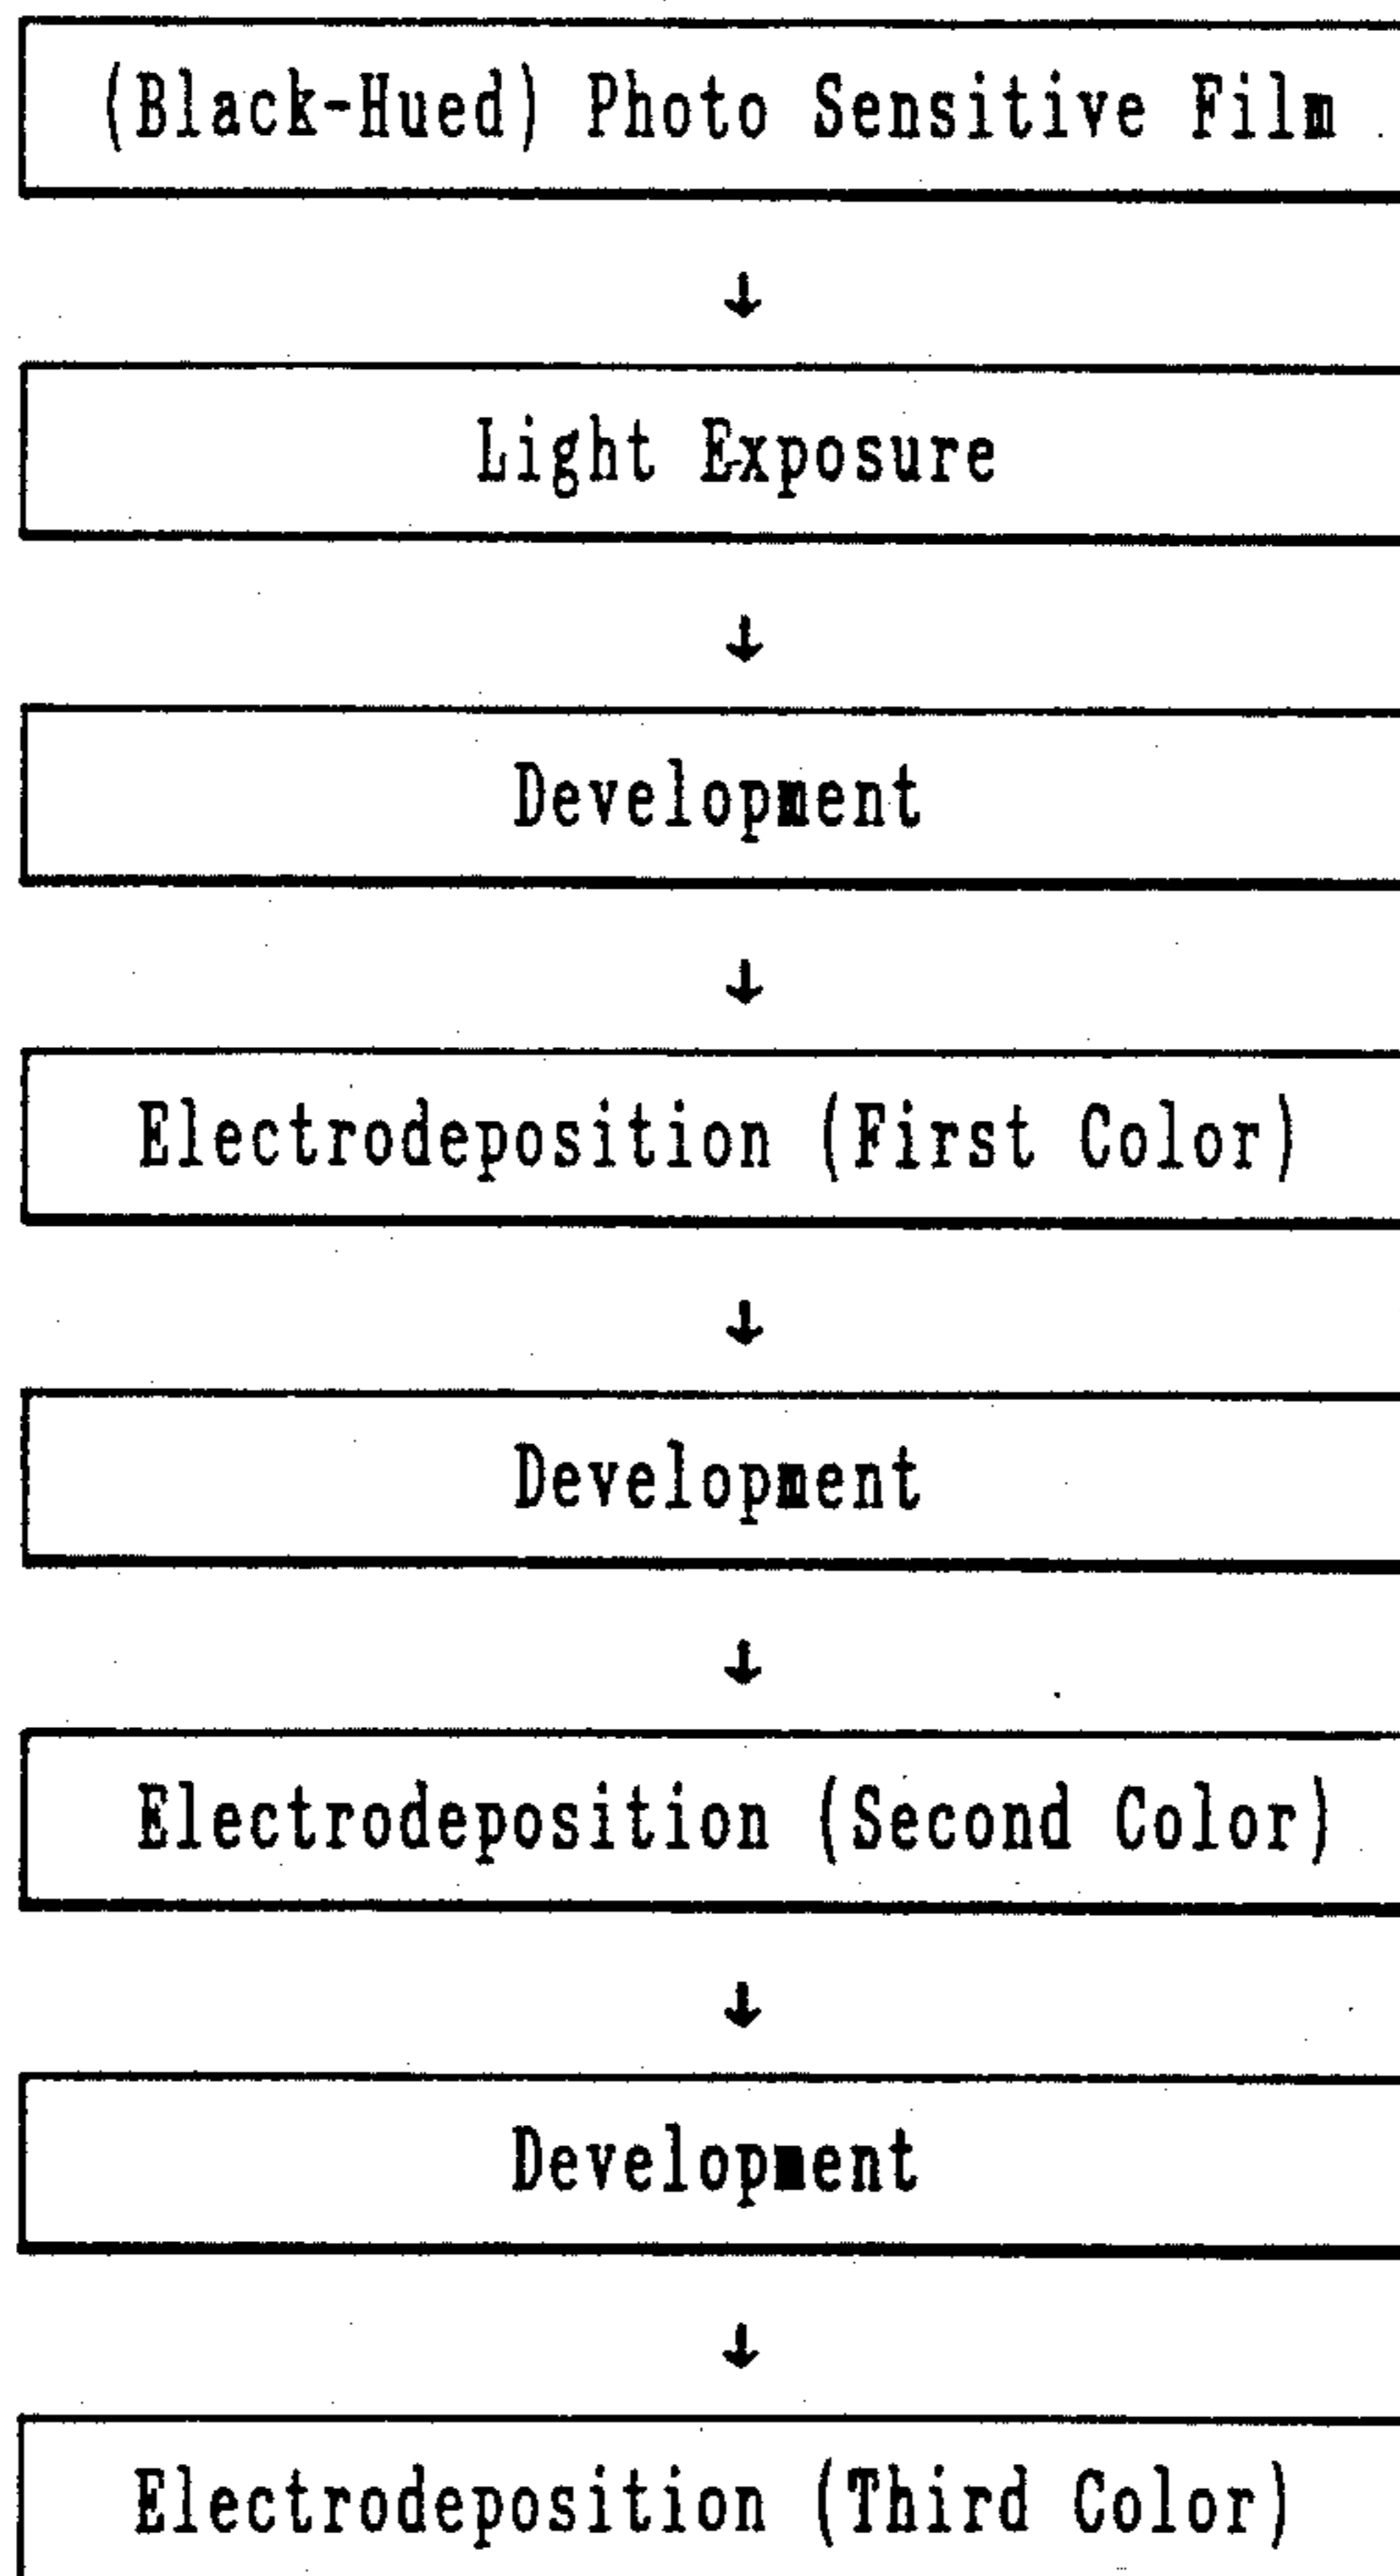 (Black-Hued) Photo Sensitive Film
↓
Light Exposure
↓
Development
↓
Electrodeposition (First Color)
↓
Development
↓
Electrodeposition (Second Color)
↓
Development
↓
Electrodeposition (Third Color)